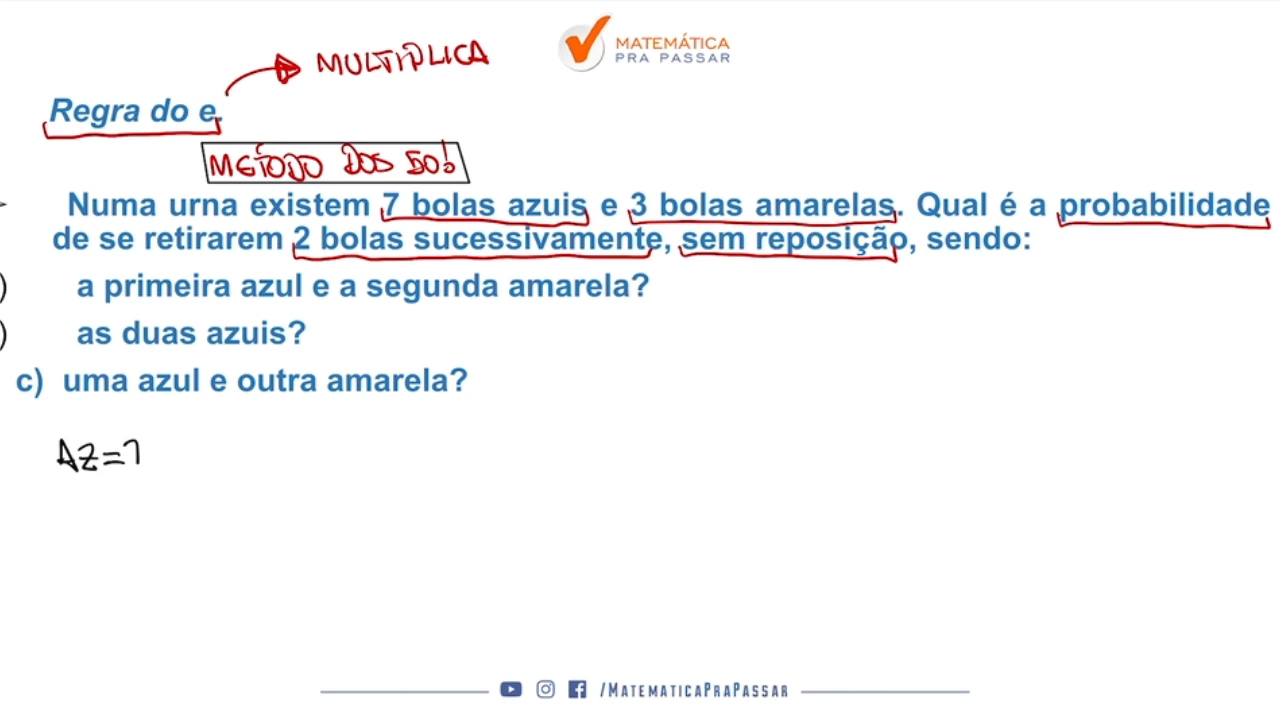 MATEMÁTICA
PRA PASSAR
MULTIPLICA
Regra do e.
MÉTODO DOS 50!
Numa urna existem 7 bolas azuis e 3 bolas amarelas. Qual é a probabilidade
de se retirarem 2 bolas sucessivamente, sem reposição, sendo:
) a primeira azul e a segunda amarela?
) as duas azuis?
c) uma azul e outra amarela?
AZ=7
/MATEMATICAPRAPASSAR